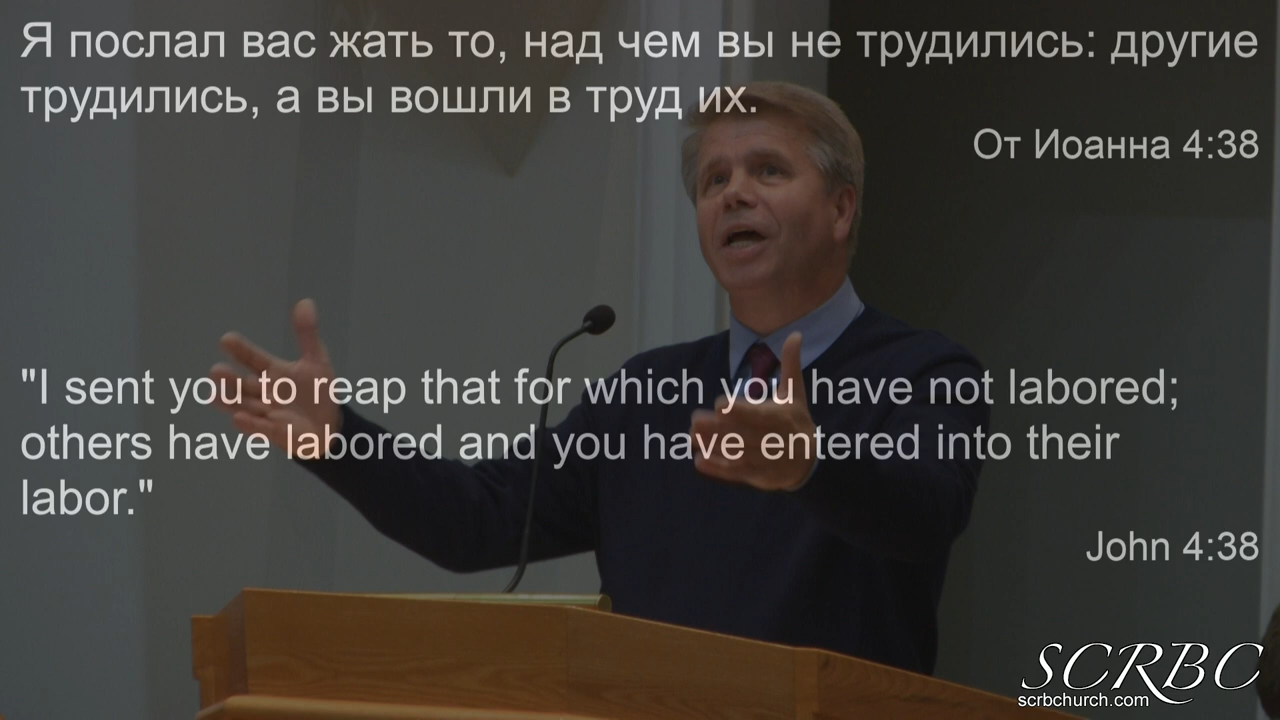 Я послал вас жать то, над чем вы не трудились: другие
трудились, а вы вошли в труд их.
От Иоанна 4:38
"I sent you to reap that for which you have not labored;
others have labored and you have entered into their
labor."
John 4:38
SCRBC
scrbchurch.com